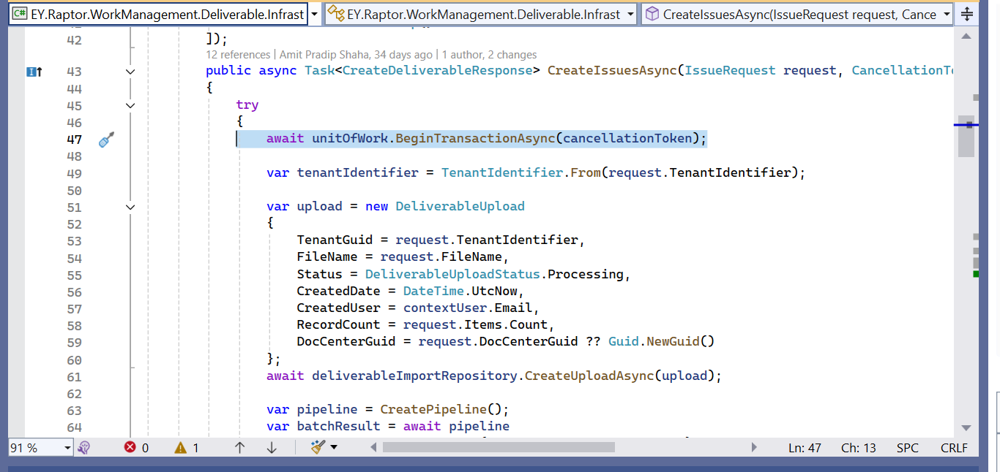 EY.Raptor.WorkManagement.Deliverable.Infrast EY.Raptor.WorkManagement.Deliverable.Infrast CreateIssuesAsync(IssueRequest request, Cance
42 ]);
12 references | Amit Pradip Shaha, 34 days ago | 1 author, 2 changes
43 public async Task<CreateDeliverableResponse> CreateIssuesAsync(IssueRequest request, CancellationT
44 {
45 try
46 {
47 await unitOfWork.BeginTransactionAsync(cancellationToken);
48
49 var tenantIdentifier = TenantIdentifier.From(request.TenantIdentifier);
50
51 var upload = new DeliverableUpload
52 {
53 TenantGuid = request.TenantIdentifier,
54 FileName = request.FileName,
55 Status = DeliverableUploadStatus.Processing,
56 CreatedDate = DateTime.UtcNow,
57 CreatedUser = contextUser.Email,
58 RecordCount = request.Items.Count,
59 DocCenterGuid = request.DocCenterGuid ?? Guid.NewGuid()
60 };
61 await deliverableImportRepository.CreateUploadAsync(upload);
62
63 var pipeline = CreatePipeline();
64 var batchResult = await pipeline
91 % 0 1 Ln: 47 Ch: 13 SPC CRLF